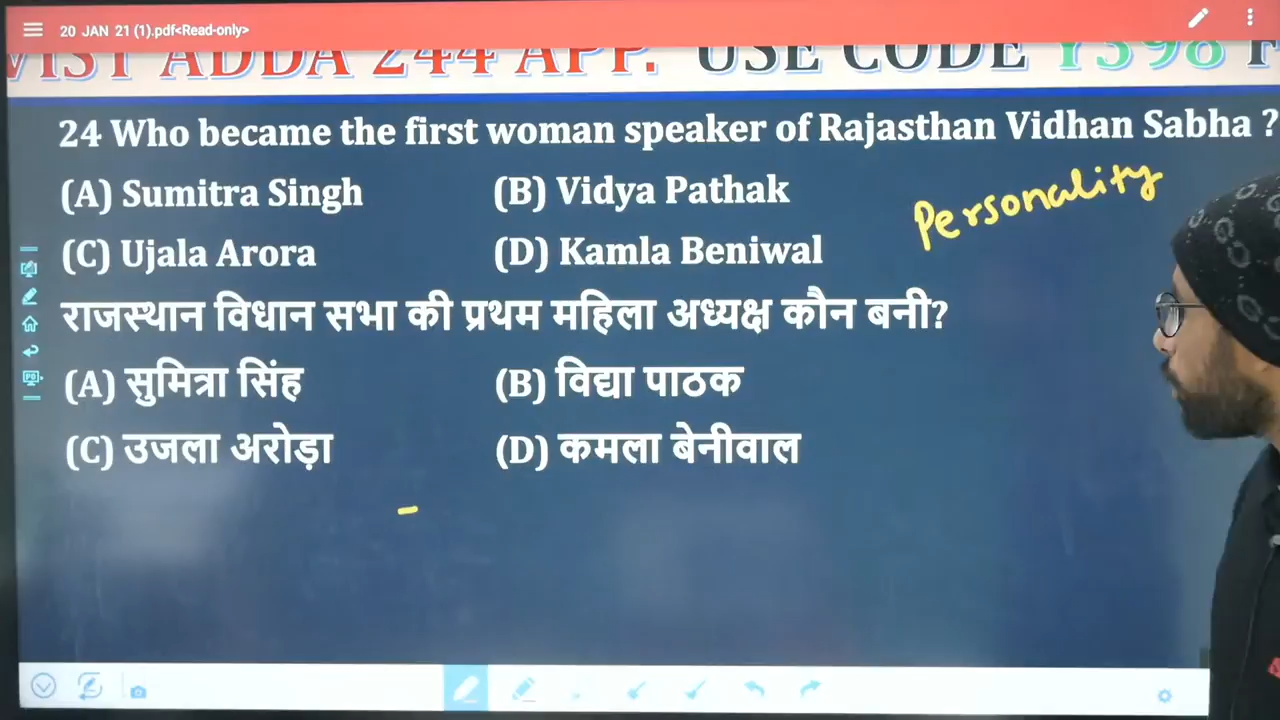 20 JAN 21 (1).pdf<Read-only>
VISIT ADDA 244 APP. USE CODE Y398 F
24 Who became the first woman speaker of Rajasthan Vidhan Sabha ?
(A) Sumitra Singh (B) Vidya Pathak
Personality
(C) Ujala Arora (D) Kamla Beniwal
राजस्थान विधान सभा की प्रथम महिला अध्यक्ष कौन बनी?
(A) सुमित्रा सिंह (B) विद्या पाठक
(C) उजला अरोड़ा (D) कमला बेनीवाल